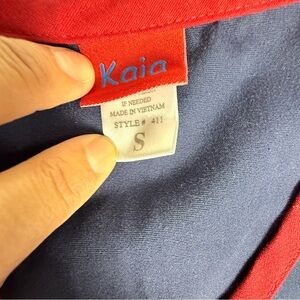 Kaia
IF NEEDED
MADE IN VIETNAM
STYLE# 411
S